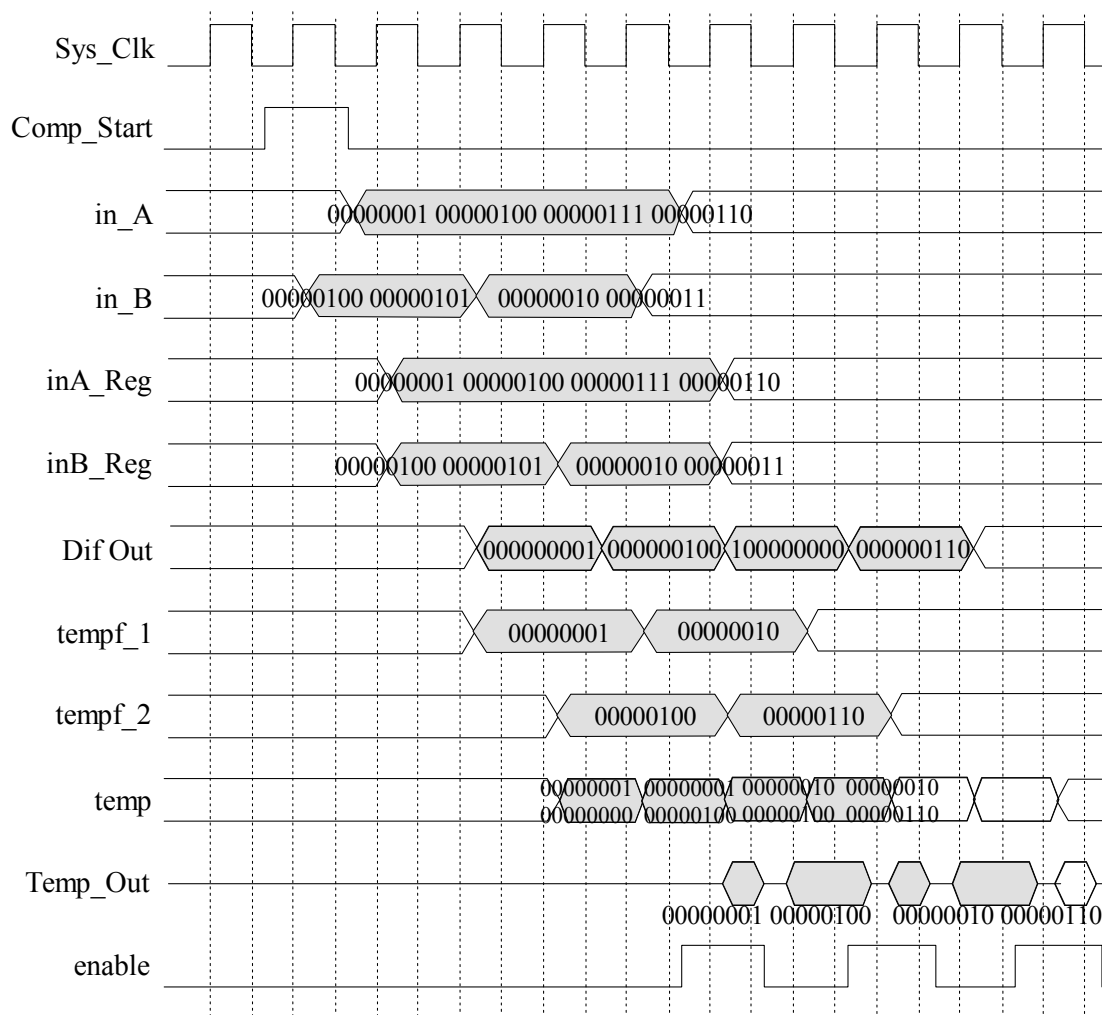 Sys_Clk
Comp_Start
in_A 00000001 00000100 00000111 00000110
in_B 00000100 00000101 00000010 00000011
inA_Reg 00000001 00000100 00000111 00000110
inB_Reg 00000100 00000101 00000010 00000011
Dif Out 000000001 000000100 100000000 000000110
tempf_1 00000001 00000010
tempf_2 00000100 00000110
00000001 00000001 00000010 00000010
temp
00000000 00000100 00000100 00000110
Temp_Out
000000001 00000100 00000010 00000110
enable